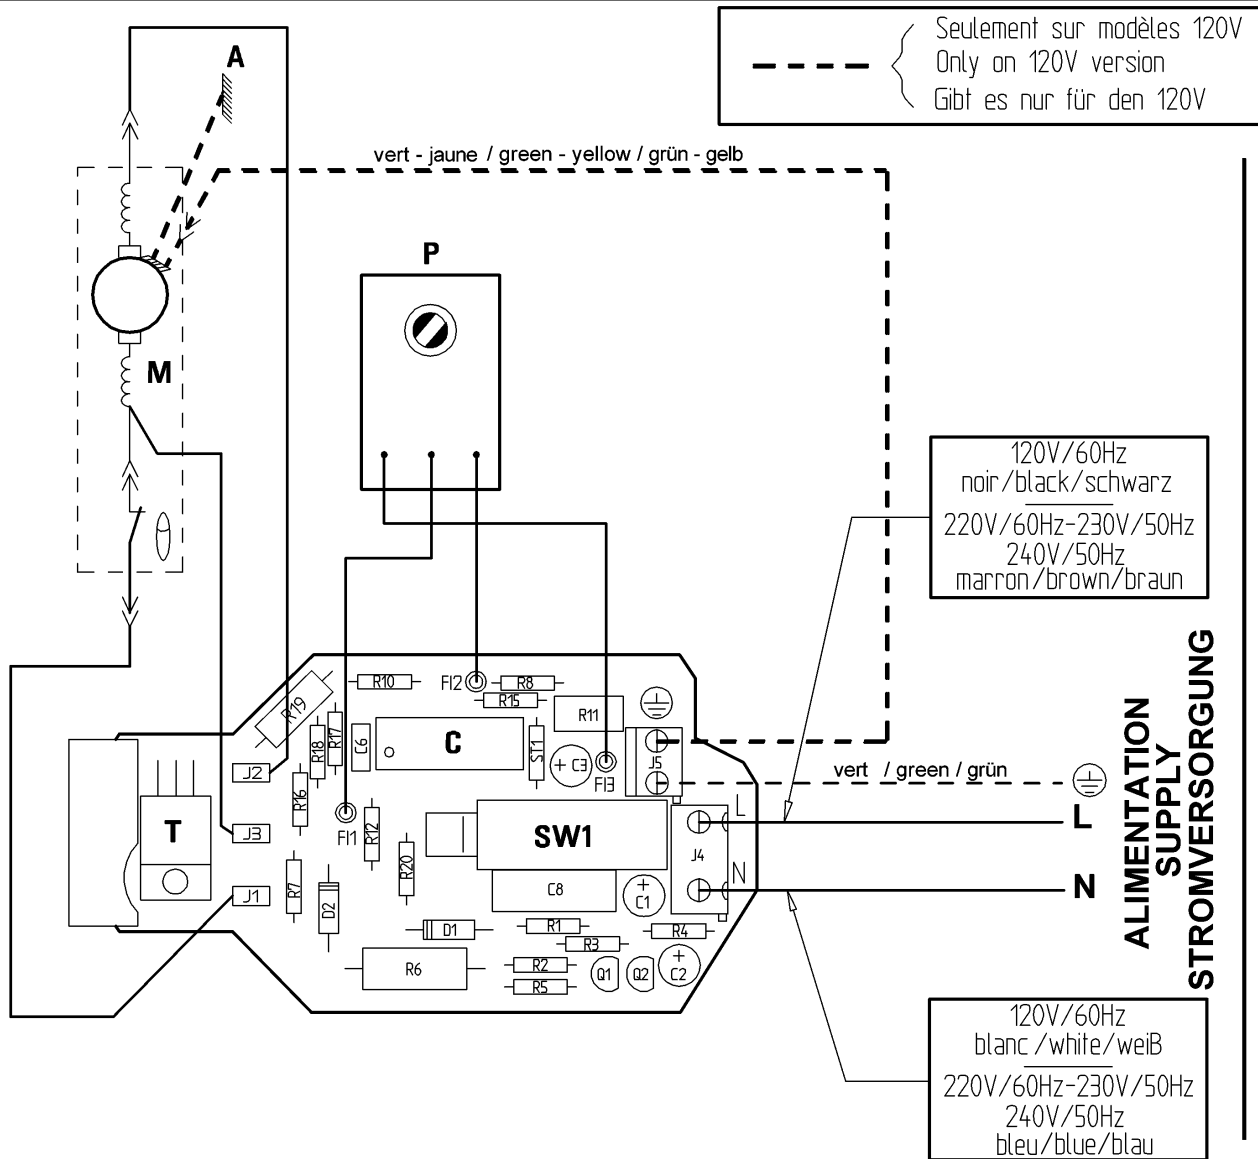 Seulement sur modèles 120V
Only on 120V version
Gibt es nur für den 120V
A
vert - jaune / green - yellow / grün - gelb
P
M
120V/60Hz
noir/black/schwarz
220V/60Hz-230V/50Hz
240V/50Hz
marron/brown/braun
R10
FI2
R8
R15
R19
R11
R18
R17
C6
C
ST1
+ C3
FI3
J5
J2
vert / green / grün
R16
L
L
FI1
R12
T
J3
SW1
J4
R20
N
N
R7
J1
D2
C8
+
C1
D1
R1
R4
R3
R6
R2
R5
Q1
Q2
+
C2
ALIMENTATION
SUPPLY
STROMVERSORGUNG
120V/60Hz
blanc/white/weiß
220V/60Hz-230V/50Hz
240V/50Hz
bleu/blue/blau